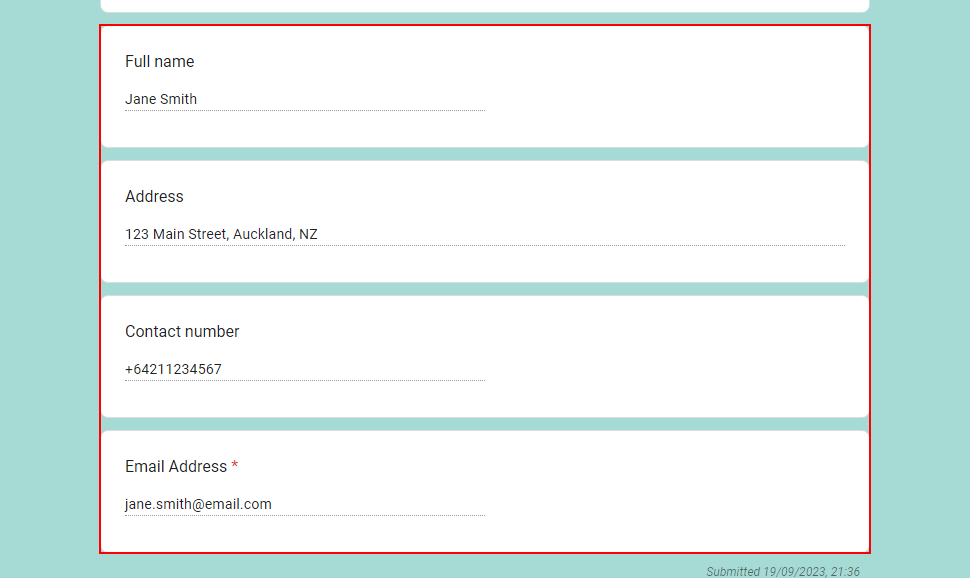 Full name
Jane Smith
Address
123 Main Street, Auckland, NZ
Contact number
+64211234567
Email Address *
jane.smith@email.com
Submitted 19/09/2023, 21:36